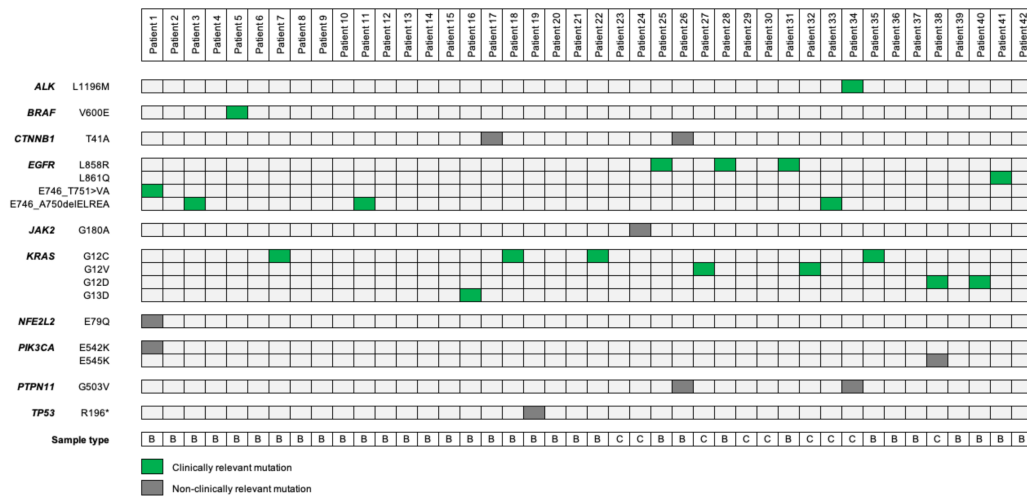 Patient 1
Patient 2
Patient 3
Patient 4
Patient 5
Patient 6
Patient 7
Patient 8
Patient 9
Patient 10
Patient 11
Patient 12
Patient 13
Patient 14
Patient 15
Patient 16
Patient 17
Patient 18
Patient 19
Patient 20
Patient 21
Patient 22
Patient 23
Patient 24
Patient 25
Patient 26
Patient 27
Patient 28
Patient 29
Patient 30
Patient 31
Patient 32
Patient 33
Patient 34
Patient 35
Patient 36
Patient 37
Patient 38
Patient 39
Patient 40
Patient 41
Patient 42
ALK L1196M
BRAF V600E
CTNNB1 T41A
EGFR L858R
L861Q
E746_T751>VA
E746_A750delELREA
JAK2 G180A
KRAS G12C
G12V
G12D
G13D
NFE2L2 E79Q
PIK3CA E542K
E545K
PTPN11 G503V
TP53 R196*
Sample type B B B B B B B B B B B B B B B B B B B B B B C C B B C B C C B C C C B B B C B B B B
Clinically relevant mutation
Non-clinically relevant mutation